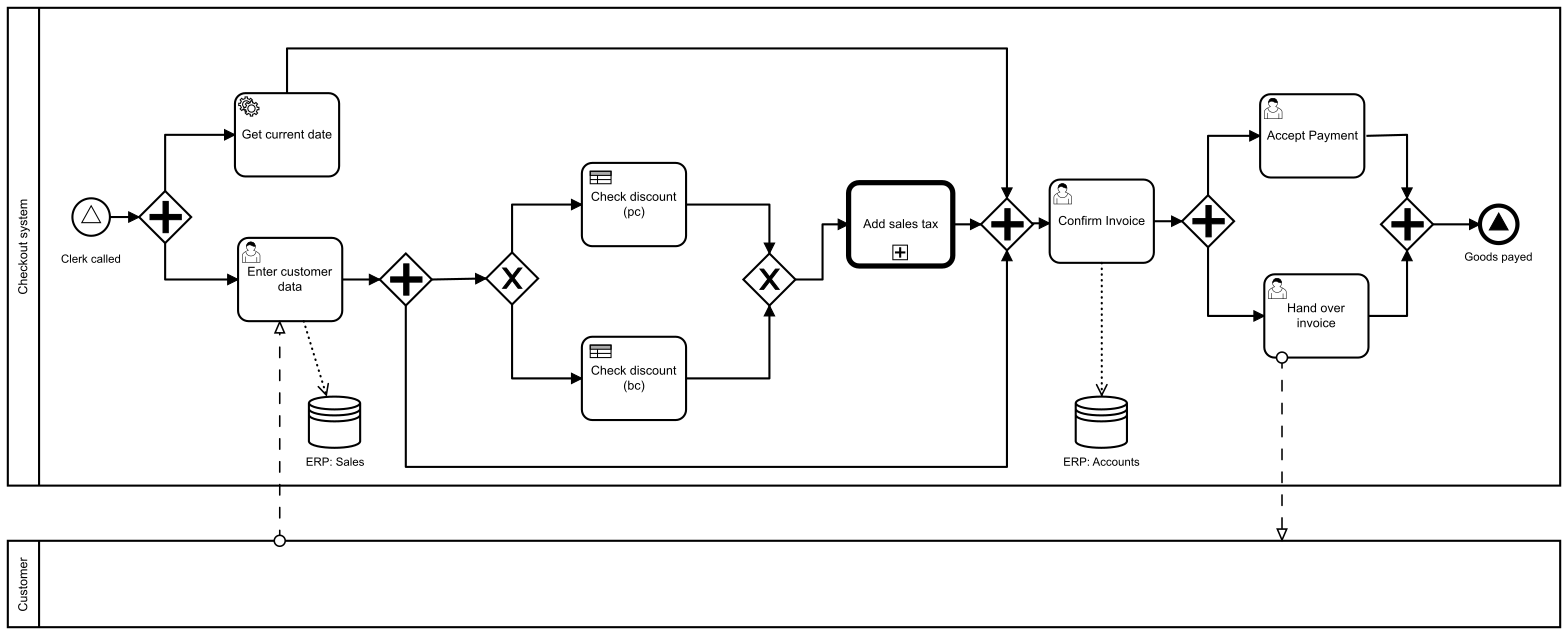 Checkout system
Get current date
Clerk called
Enter customer
data
ERP: Sales
Check discount
(pc)
Check discount
(bc)
Add sales tax
Confirm Invoice
ERP: Accounts
Accept Payment
Hand over
invoice
Goods payed
Customer